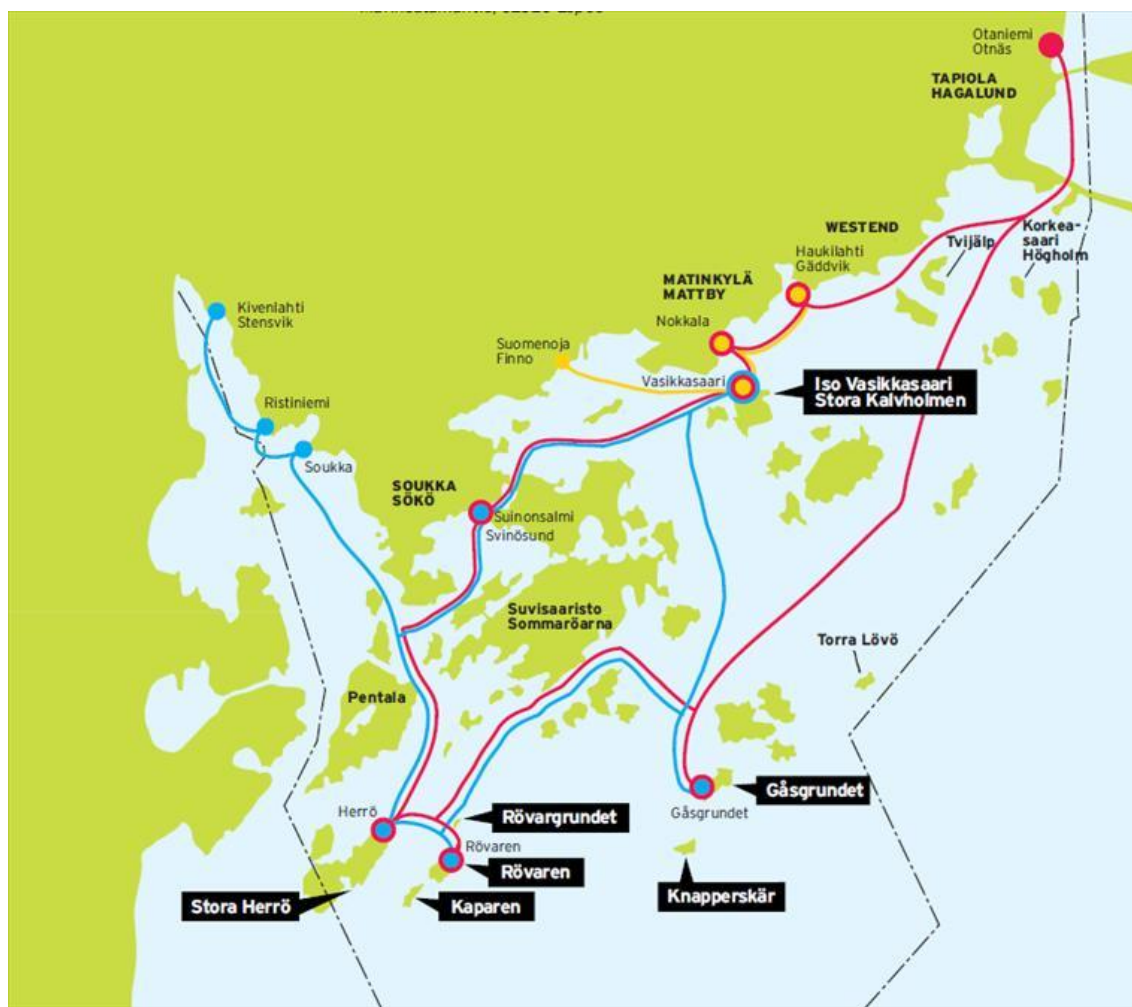 Otaniemi
Otnäs
TAPIOLA
HAGALUND
WESTEND
Tvijälp
Korkea-
saari
Högholm
Haukilahti
Gäddvik
MATINKYLÄ
MATTBY
Nokkala
Kivenlahti
Stensvik
Suomenoja
Finno
Vasikkasaari
Iso Vasikkasaari
Stora Kalvholmen
Ristiniemi
Soukka
SOUKKA
SÖKÖ
Suinonsalmi
Svinösund
Suvisaaristo
Sommaröarna
Torra Lövö
Pentala
Gåsgrundet
Gåsgrundet
Herrö
Rövargrundet
Rövaren
Rövaren
Knapperskär
Stora Herrö
Kaparen